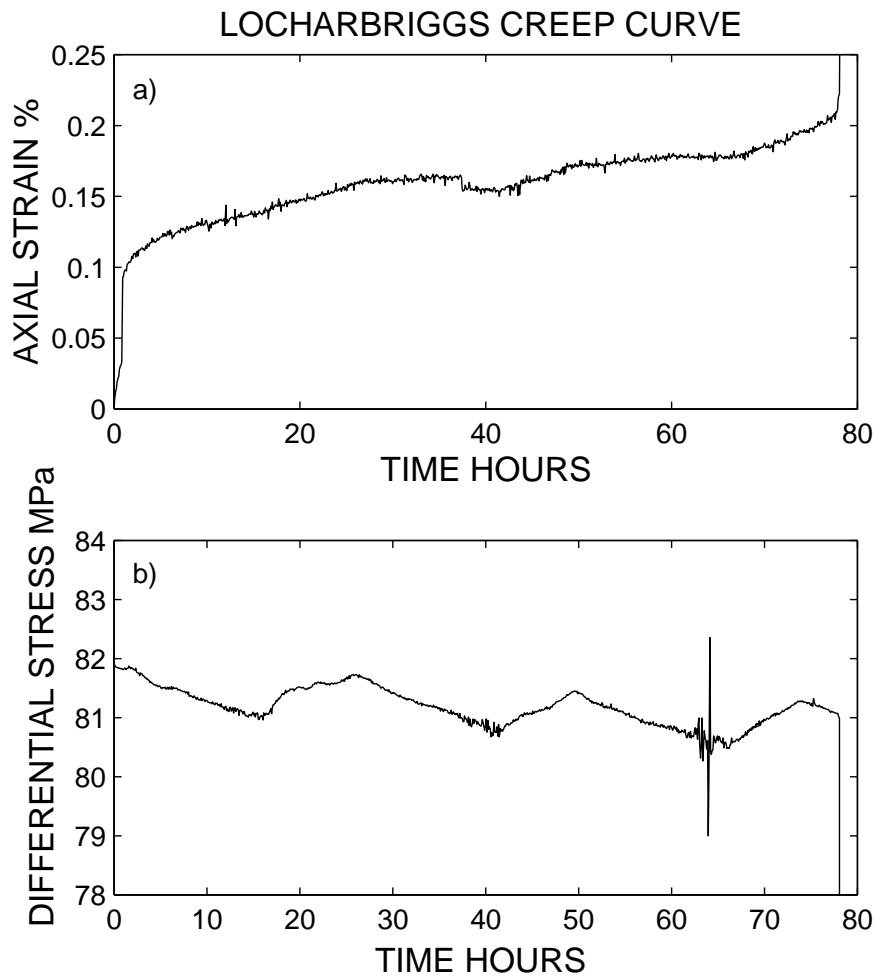 LOCHARBRIGGS CREEP CURVE
a)
AXIAL STRAIN %
0.25
0.2
0.15
0.1
0.05
0
0 20 40 60 80
TIME HOURS
b)
DIFFERENTIAL STRESS MPa
84
83
82
81
80
79
78
0 10 20 30 40 50 60 70 80
TIME HOURS